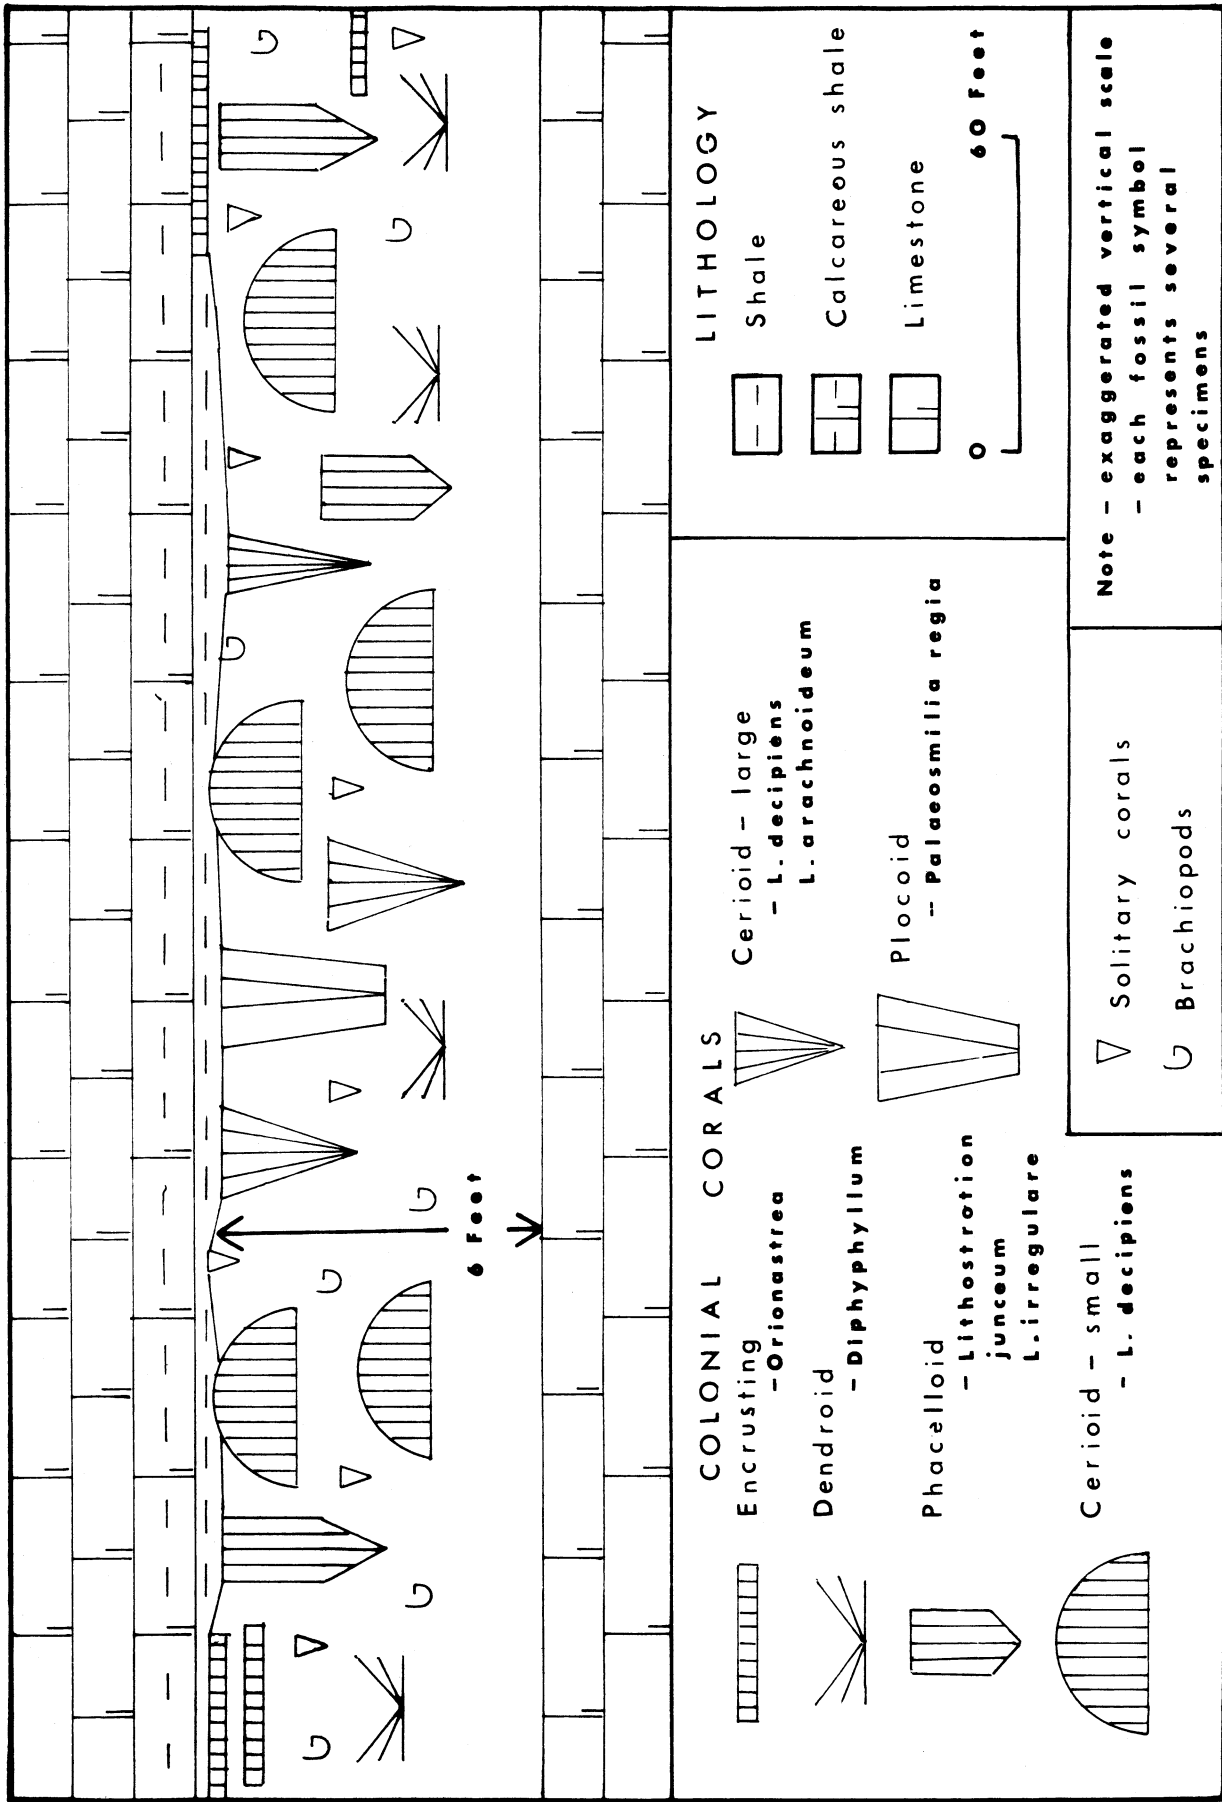 6 Feet
COLONIAL CORALS
Encrusting
-Orionastrea
Dendroid
- Diphyphyllum
Phacelloid
- Lithostrotion
junceum
L.irregulare
Cerioid - small
- L. decipiens
Cerioid - large
- L. decipiens
L. arachnoideum
Plocoid
-- Palaeosmilia regia
LITHOLOGY
Shale
Calcareous shale
Limestone
0 60 Feet
Solitary corals
Brachiopods
Note - exaggerated vertical scale
- each fossil symbol
represents several
specimens